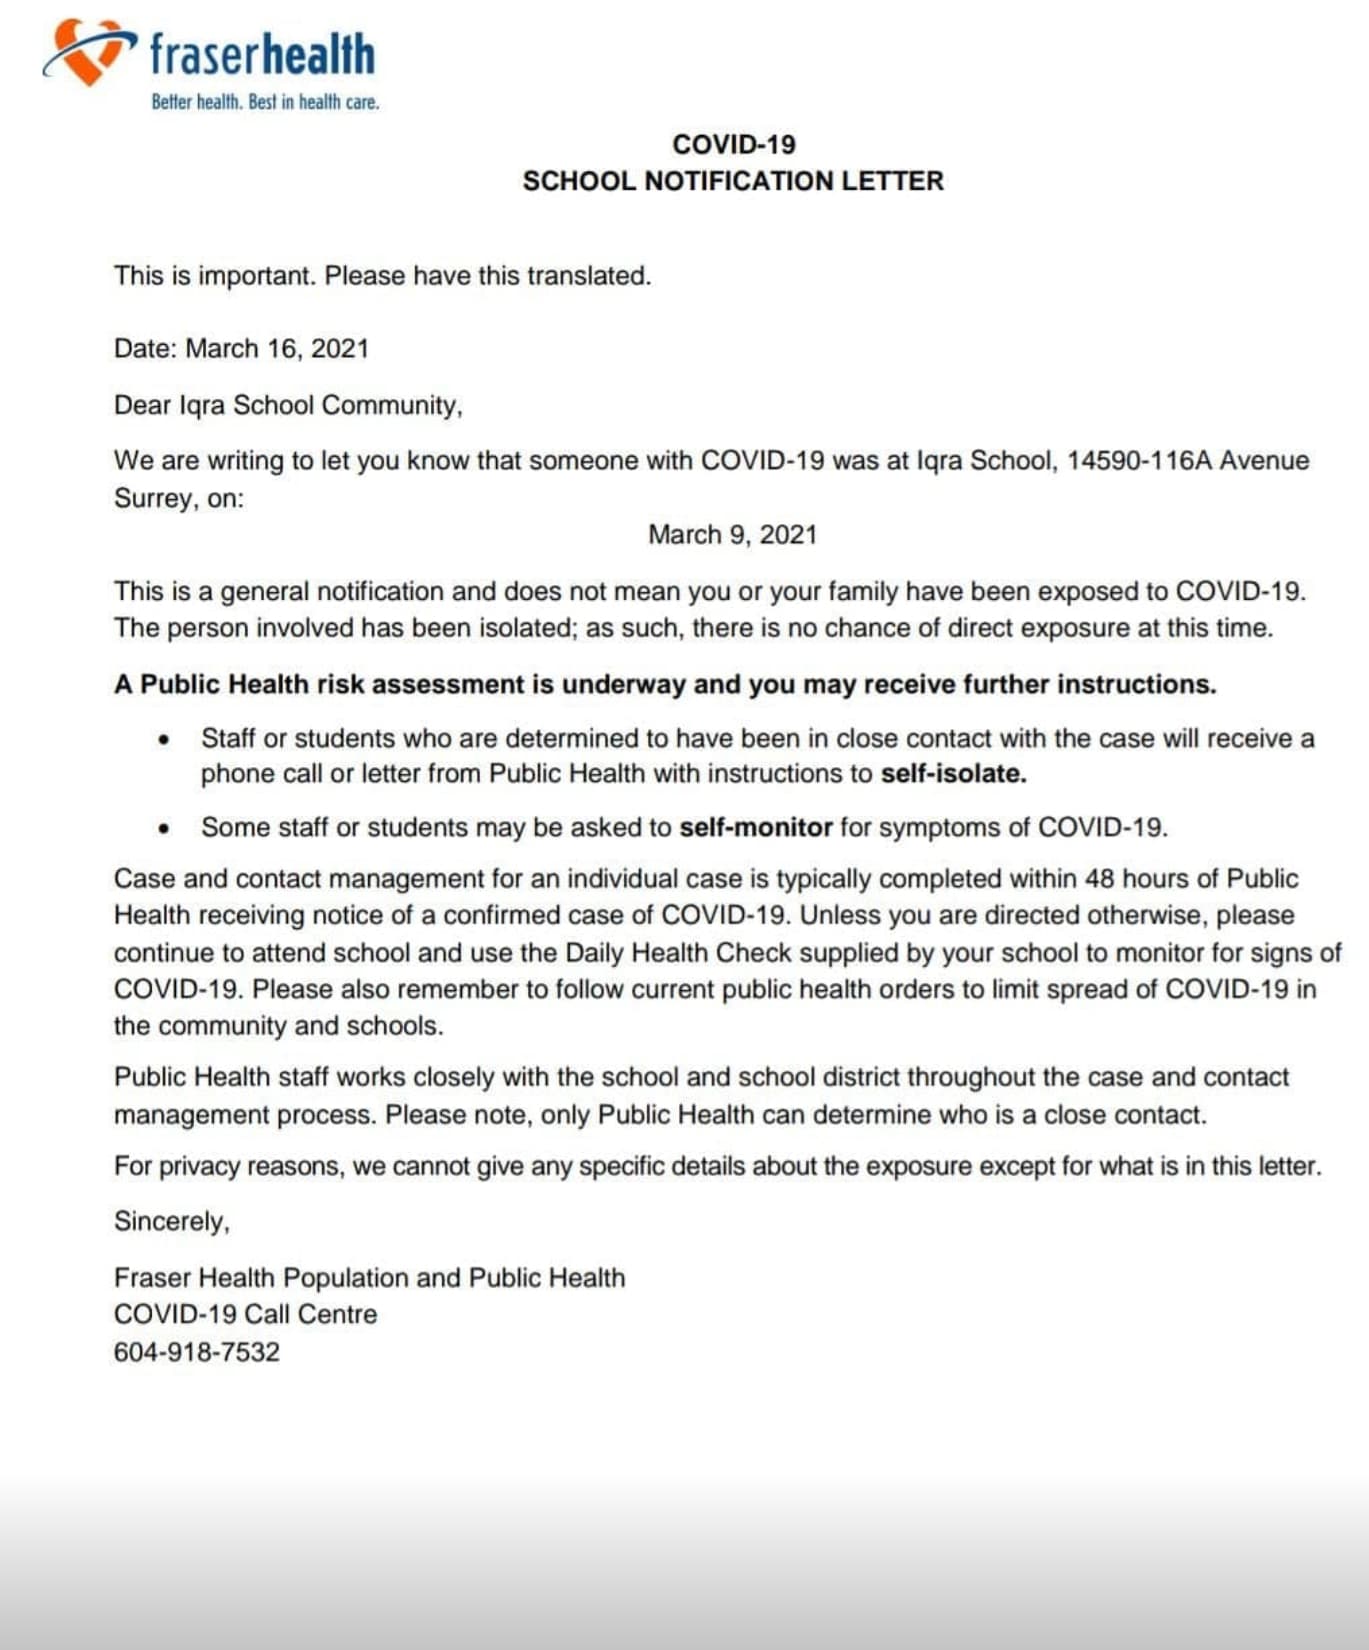 fraserhealth
Better health. Best in health care.
COVID-19
SCHOOL NOTIFICATION LETTER
This is important. Please have this translated.
Date: March 16, 2021
Dear Iqra School Community,
We are writing to let you know that someone with COVID-19 was at Iqra School, 14590-116A Avenue
Surrey, on:
March 9, 2021
This is a general notification and does not mean you or your family have been exposed to COVID-19.
The person involved has been isolated; as such, there is no chance of direct exposure at this time.
A Public Health risk assessment is underway and you may receive further instructions.
• Staff or students who are determined to have been in close contact with the case will receive a
phone call or letter from Public Health with instructions to self-isolate.
• Some staff or students may be asked to self-monitor for symptoms of COVID-19.
Case and contact management for an individual case is typically completed within 48 hours of Public
Health receiving notice of a confirmed case of COVID-19. Unless you are directed otherwise, please
continue to attend school and use the Daily Health Check supplied by your school to monitor for signs of
COVID-19. Please also remember to follow current public health orders to limit spread of COVID-19 in
the community and schools.
Public Health staff works closely with the school and school district throughout the case and contact
management process. Please note, only Public Health can determine who is a close contact.
For privacy reasons, we cannot give any specific details about the exposure except for what is in this letter.
Sincerely,
Fraser Health Population and Public Health
COVID-19 Call Centre
604-918-7532